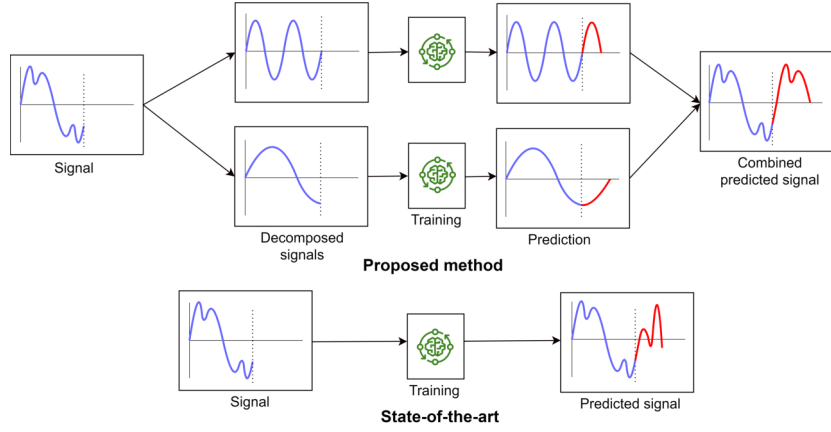 Signal
Decomposed
signals
Training
Prediction
Combined
predicted signal
Proposed method
Signal
Training
Predicted signal
State-of-the-art